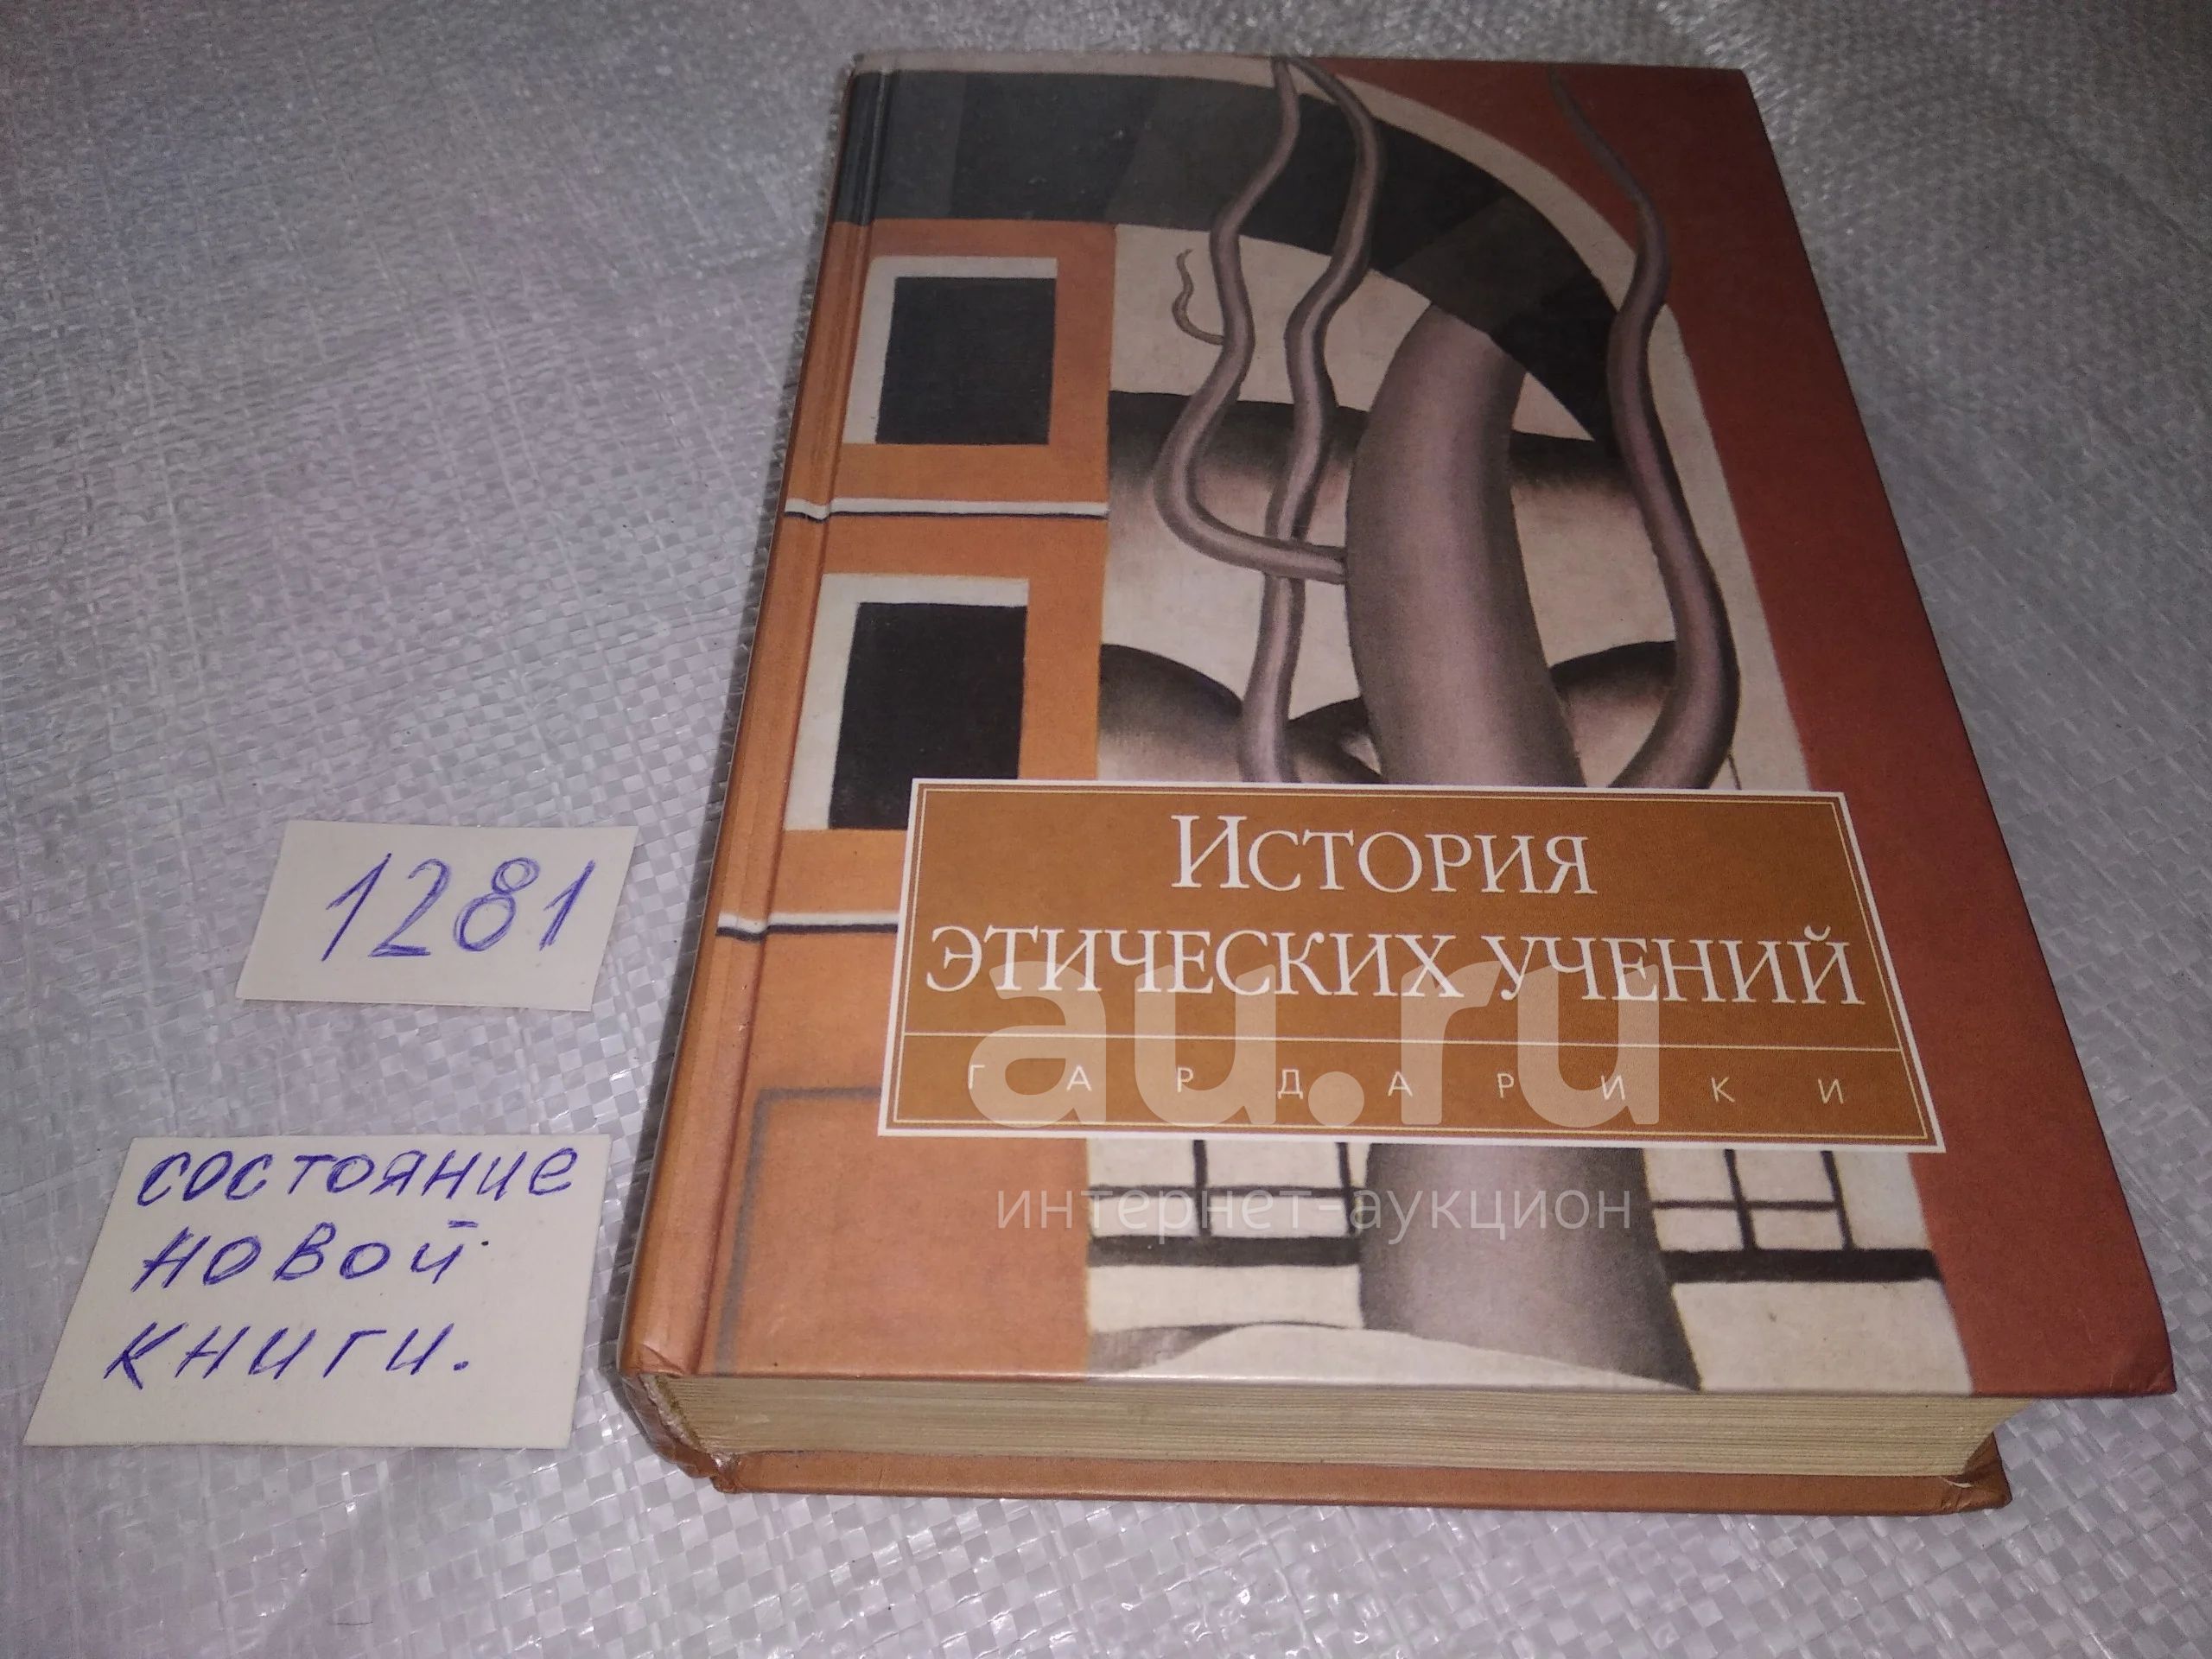 История
этических учений
ГАРДАРИКИ
au.ru
интернет-аукцион
1281
состояние
новой
книги.